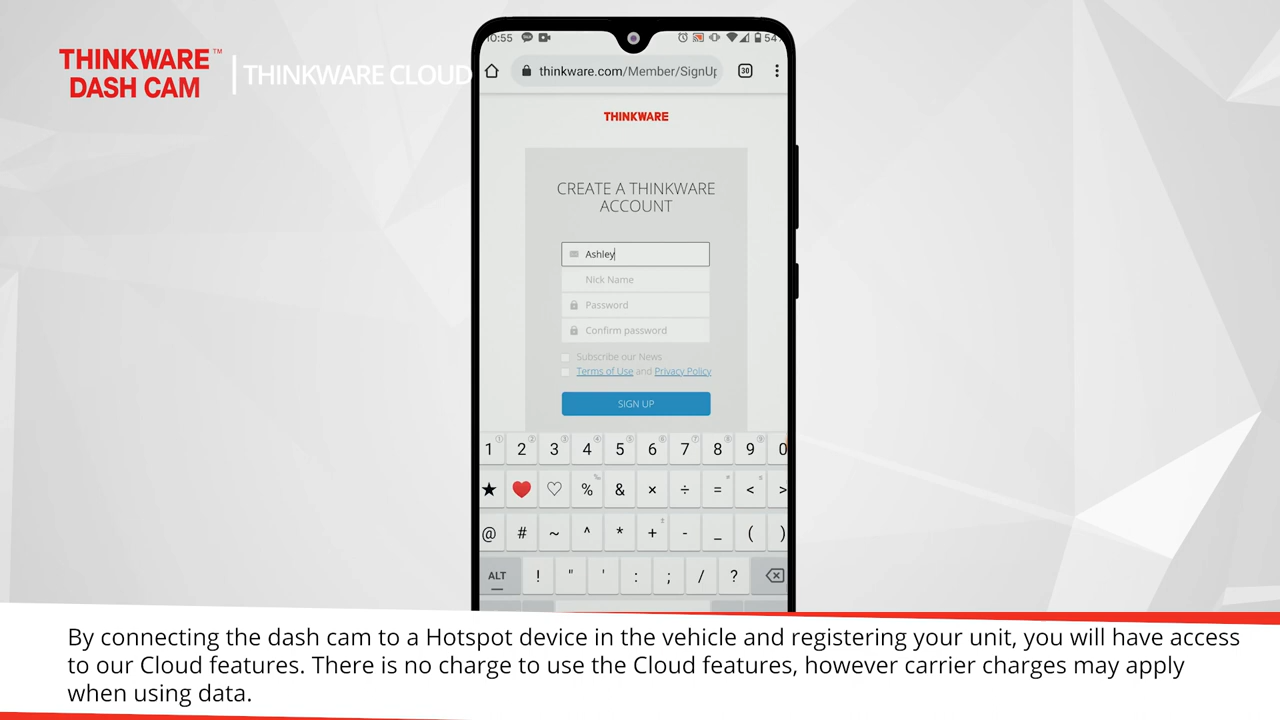 THINKWARE™
DASH CAM
THINKWARE CLOUD
10:55
54
thinkware.com/Member/SignUp
30
THINKWARE
CREATE A THINKWARE
ACCOUNT
Ashley
Nick Name
Password
Confirm password
Subscribe our News
Terms of Use and Privacy Policy
SIGN UP
1 2 3 4 5 6 7 8 9 0
★ ♥ ♡ % & × ÷ = < >
@ # ~ ^ * + - _ ( )
ALT ! " ' : ; / ?
By connecting the dash cam to a Hotspot device in the vehicle and registering your unit, you will have access
to our Cloud features. There is no charge to use the Cloud features, however carrier charges may apply
when using data.